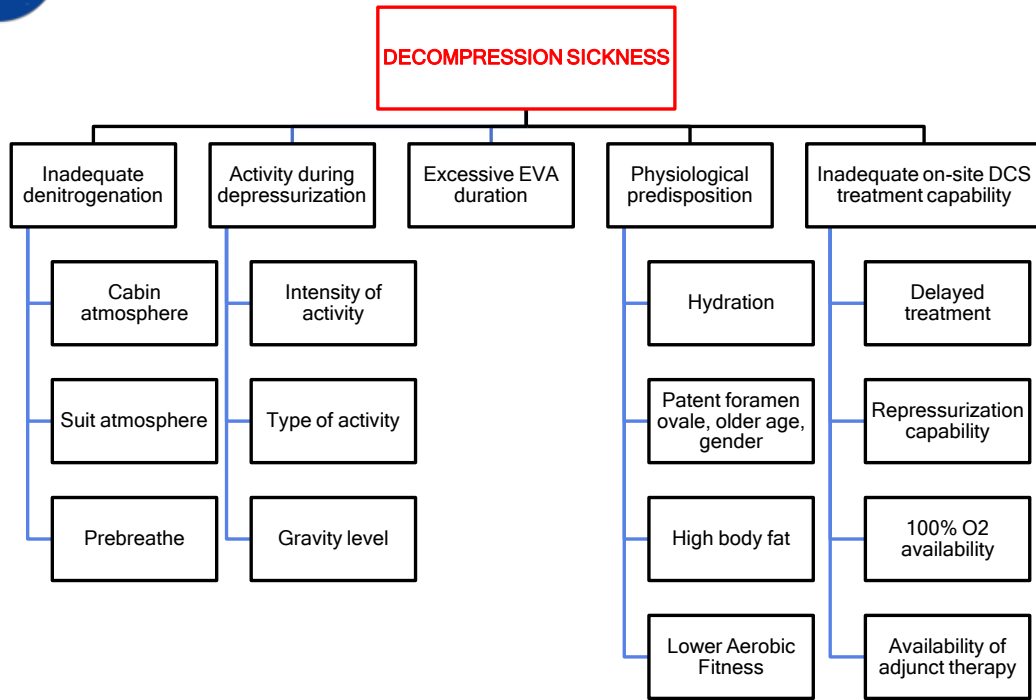 DECOMPRESSION SICKNESS
Inadequate
denitrogenation
Activity during
depressurization
Excessive EVA
duration
Physiological
predisposition
Inadequate on-site DCS
treatment capability
Cabin
atmosphere
Intensity of
activity
Hydration
Delayed
treatment
Suit atmosphere
Type of activity
Patent foramen
ovale, older age,
gender
Repressurization
capability
Prebreathe
Gravity level
High body fat
100% O2
availability
Lower Aerobic
Fitness
Availability of
adjunct therapy